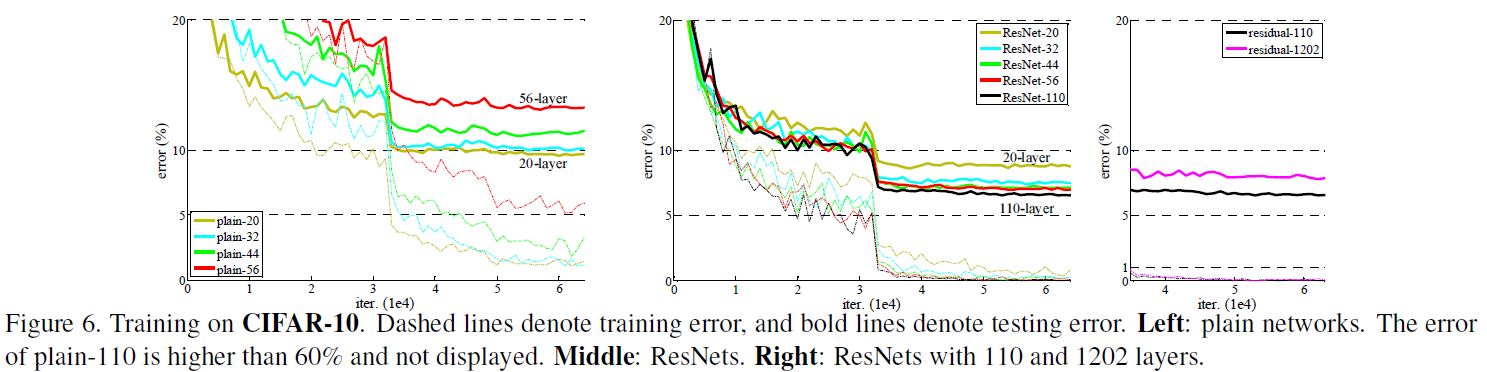 20
10
5
0
error (%)
56-layer
20-layer
plain-20
plain-32
plain-44
plain-56
0 1 2 3 4 5 6
iter. (1e4)
20
10
5
0
error (%)
ResNet-20
ResNet-32
ResNet-44
ResNet-56
ResNet-110
20-layer
110-layer
0 1 2 3 4 5 6
iter. (1e4)
20
10
5
1
0
error (%)
residual-110
residual-1202
4 5 6
iter. (1e4)
Figure 6. Training on CIFAR-10. Dashed lines denote training error, and bold lines denote testing error. Left: plain networks. The error
of plain-110 is higher than 60% and not displayed. Middle: ResNets. Right: ResNets with 110 and 1202 layers.